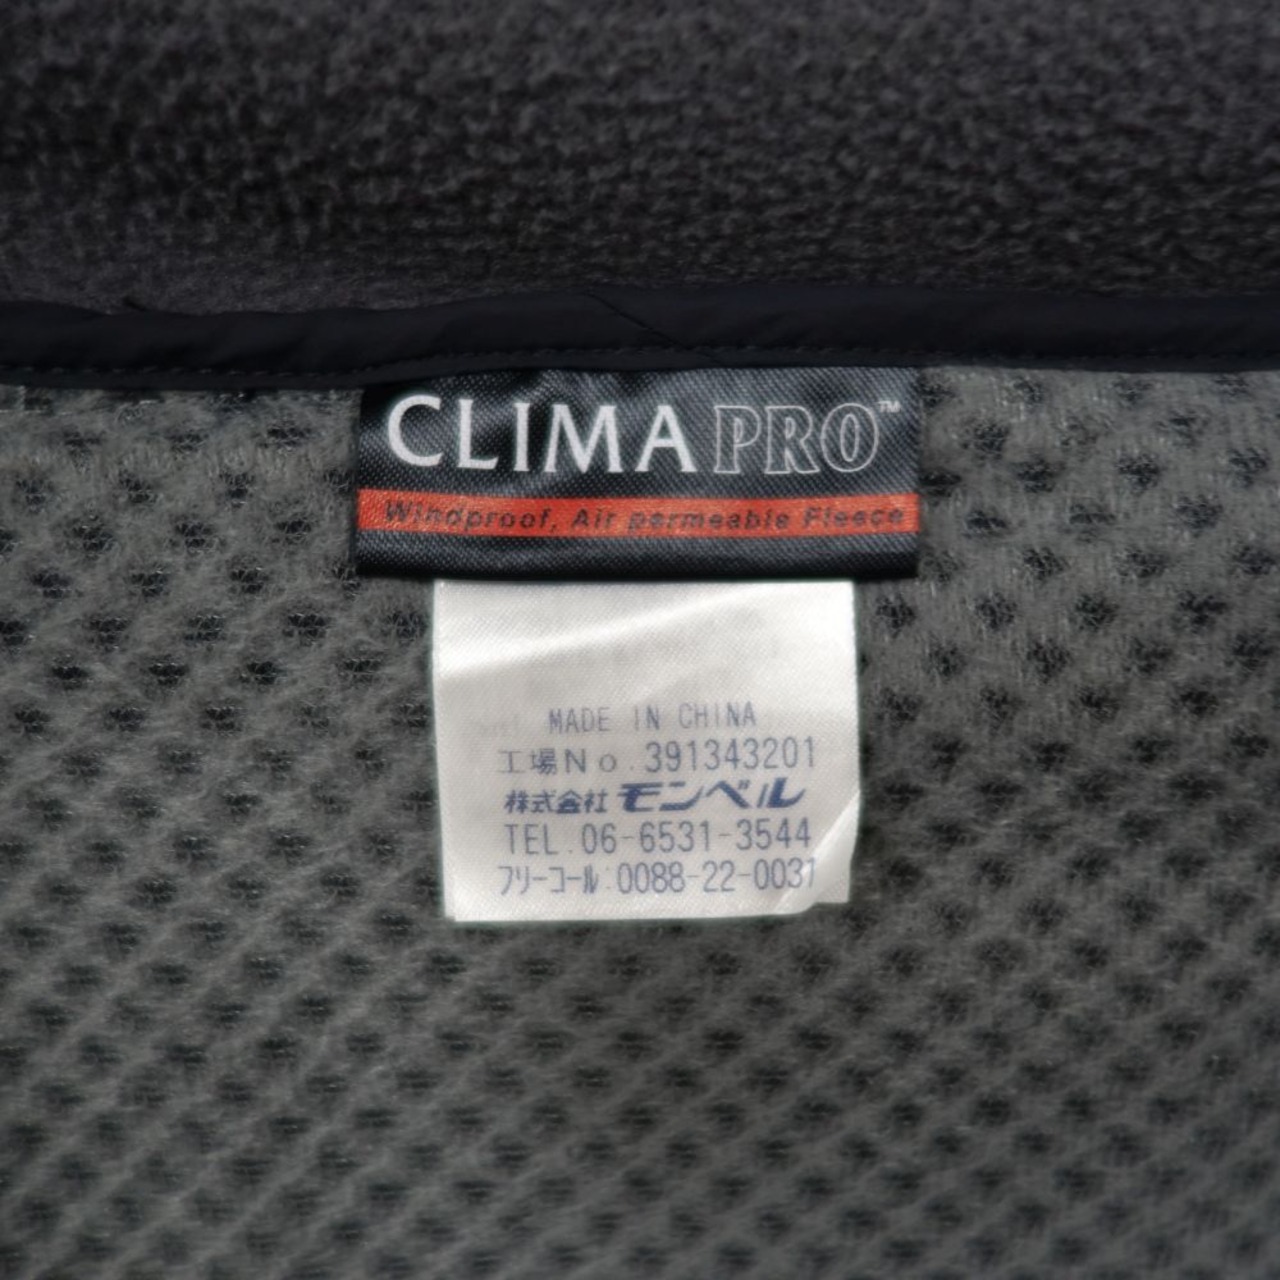 CLIMA PRO™
Windproof, Air permeable Fleece
MADE IN CHINA
工場No.391343201
株式会社 モンベル
TEL.06-6531-3544
フリーコール:0088-22-0031